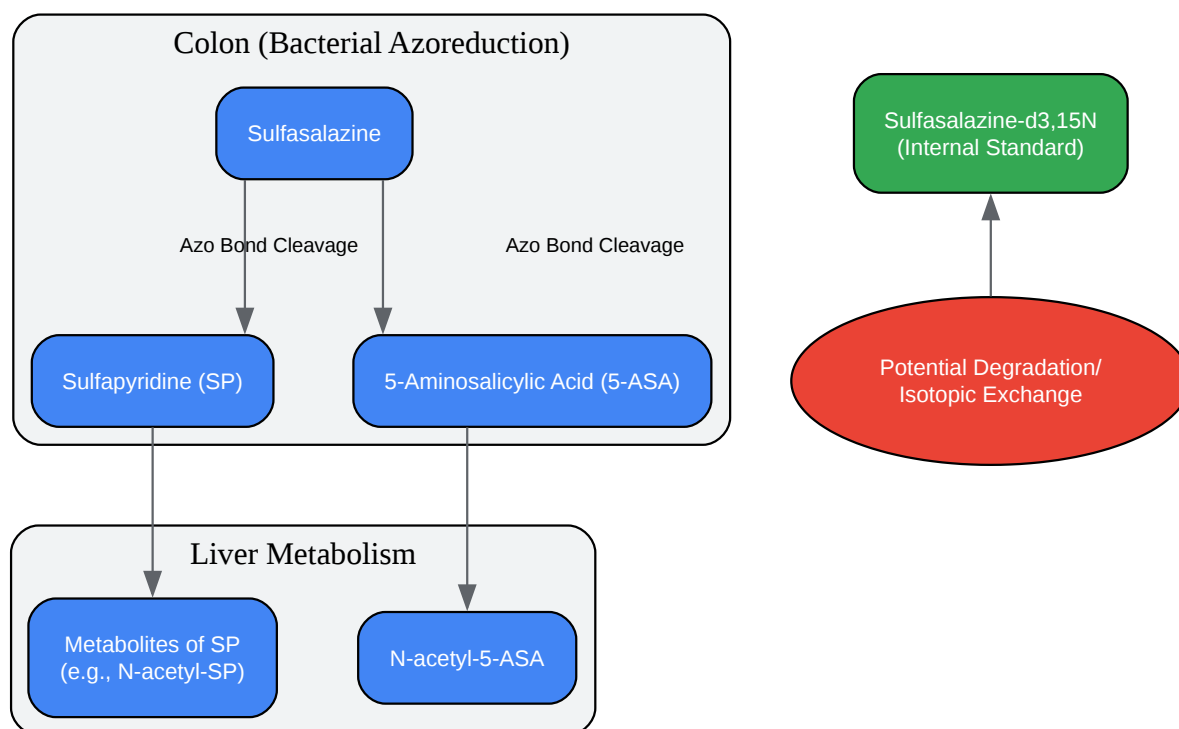 Colon (Bacterial Azoreduction)
Sulfasalazine
Azo Bond Cleavage
Azo Bond Cleavage
Sulfapyridine (SP)
5-Aminosalicylic Acid (5-ASA)
Liver Metabolism
Metabolites of SP
(e.g., N-acetyl-SP)
N-acetyl-5-ASA
Sulfasalazine-d3,15N
(Internal Standard)
Potential Degradation/
Isotopic Exchange